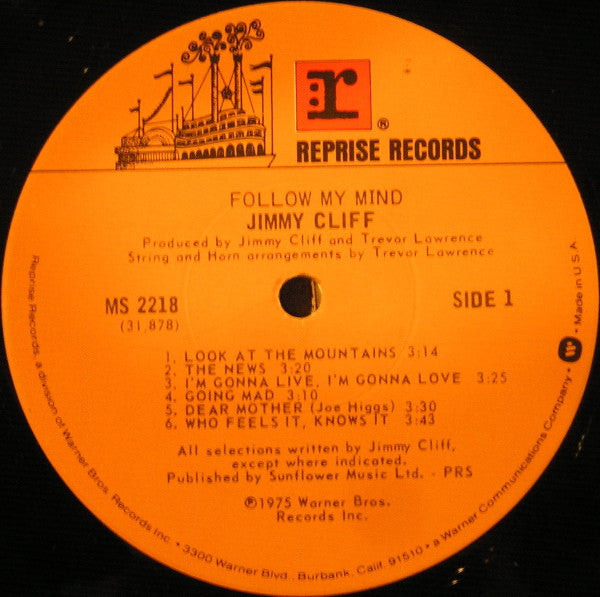 :r
®
REPRISE RECORDS
FOLLOW MY MIND
JIMMY CLIFF
Produced by Jimmy Cliff and Trevor Lawrence
String and Horn arrangements by Trevor Lawrence
MS 2218
(31,878)
SIDE 1
1. LOOK AT THE MOUNTAINS 3:14
2. THE NEWS 3:20
3. I'M GONNA LIVE, I'M GONNA LOVE 3:25
4. GOING MAD 3:10
5. DEAR MOTHER (Joe Higgs) 3:30
6. WHO FEELS IT, KNOWS IT 3:43
All selections written by Jimmy Cliff,
except where indicated.
Published by Sunflower Music Ltd. - PRS
℗1975 Warner Bros.
Records Inc.
Reprise Records, a division of Warner Bros. Records Inc. • 3300 Warner Blvd., Burbank, Calif. 91510 • a Warner Communications Company • W • Made in U.S.A.